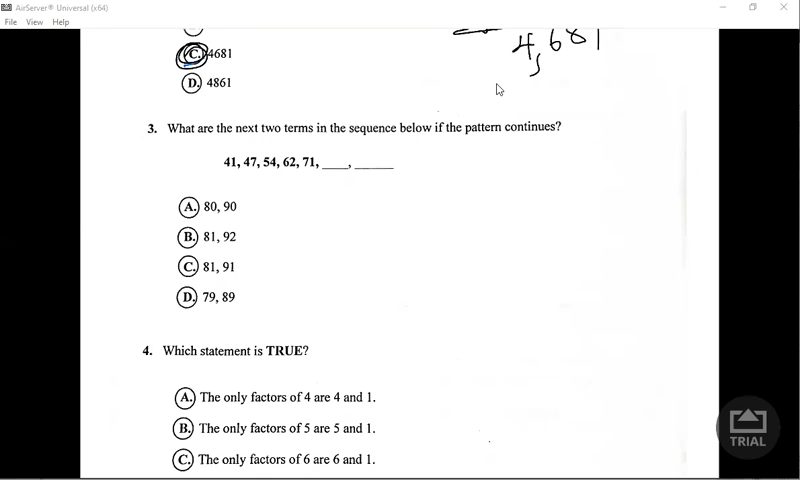 AirServer® Universal (x64)
File View Help
C. 4681
4,681
D. 4861
3. What are the next two terms in the sequence below if the pattern continues?
41, 47, 54, 62, 71, ____, ______
A. 80, 90
B. 81, 92
C. 81, 91
D. 79, 89
4. Which statement is TRUE?
A. The only factors of 4 are 4 and 1.
B. The only factors of 5 are 5 and 1.
C. The only factors of 6 are 6 and 1.
TRIAL